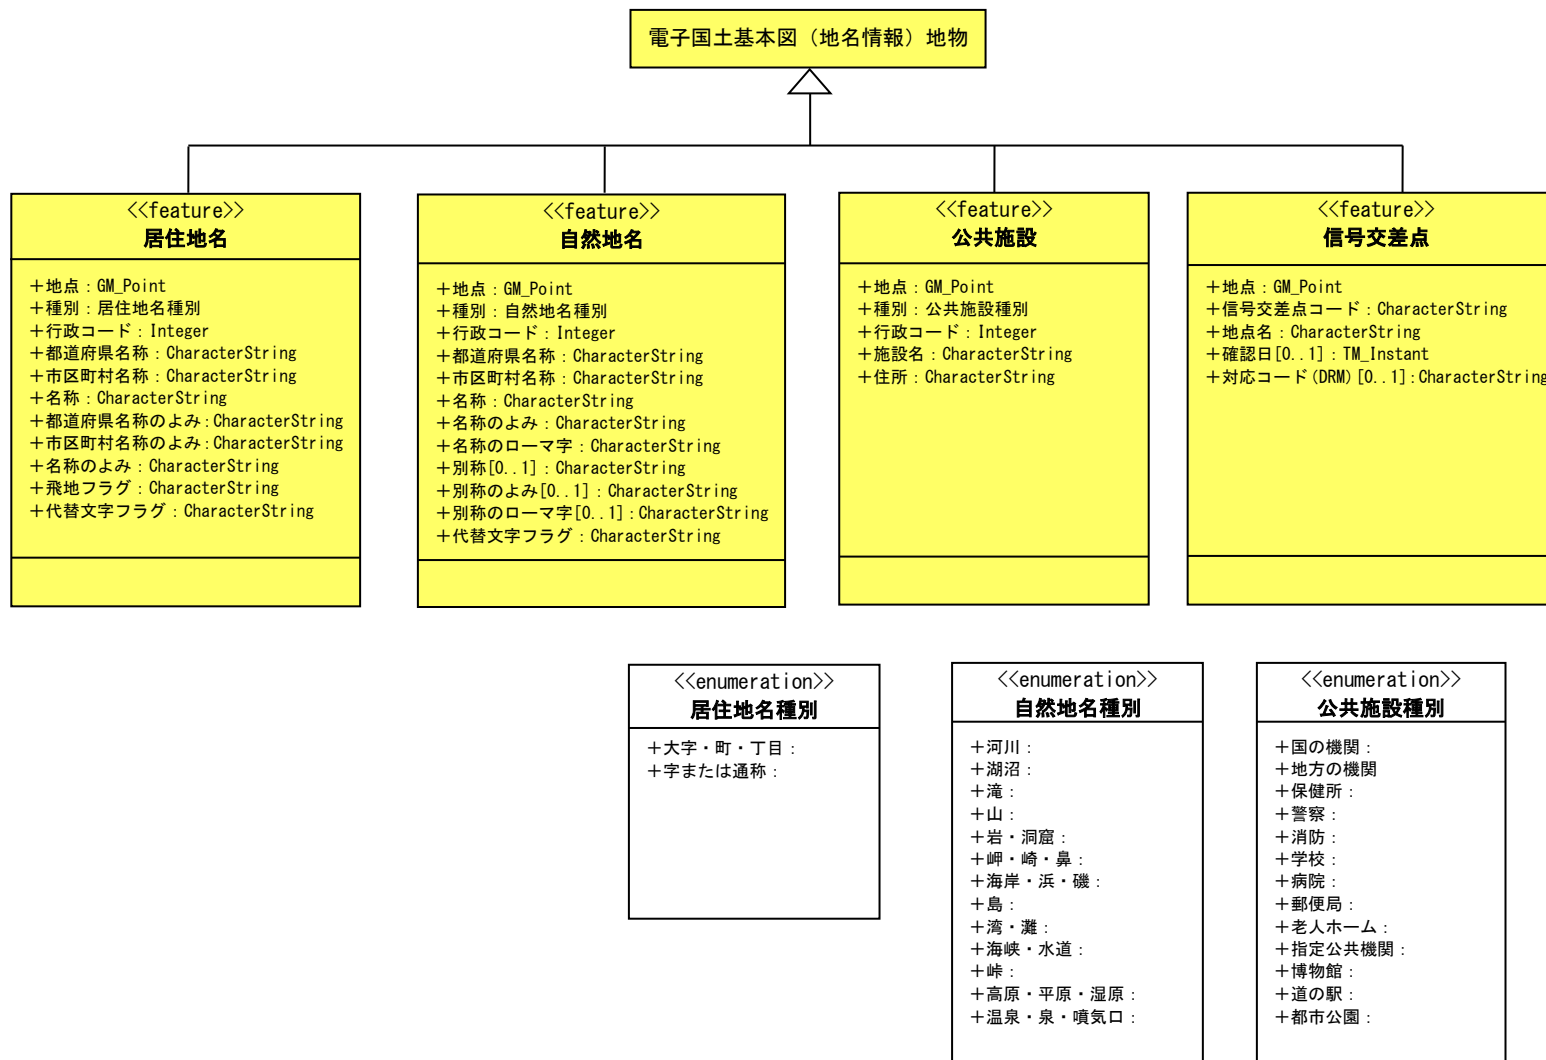 電子国土基本図（地名情報）地物
<<feature>>
居住地名
＋地点：GM_Point
＋種別：居住地名種別
＋行政コード：Integer
＋都道府県名称：CharacterString
＋市区町村名称：CharacterString
＋名称：CharacterString
＋都道府県名称のよみ：CharacterString
＋市区町村名称のよみ：CharacterString
＋名称のよみ：CharacterString
＋飛地フラグ：CharacterString
＋代替文字フラグ：CharacterString
<<feature>>
自然地名
＋地点：GM_Point
＋種別：自然地名種別
＋行政コード：Integer
＋都道府県名称：CharacterString
＋市区町村名称：CharacterString
＋名称：CharacterString
＋名称のよみ：CharacterString
＋名称のローマ字：CharacterString
＋別称[0..1]：CharacterString
＋別称のよみ[0..1]：CharacterString
＋別称のローマ字[0..1]：CharacterString
＋代替文字フラグ：CharacterString
<<feature>>
公共施設
＋地点：GM_Point
＋種別：公共施設種別
＋行政コード：Integer
＋施設名：CharacterString
＋住所：CharacterString
<<feature>>
信号交差点
＋地点：GM_Point
＋信号交差点コード：CharacterString
＋地点名：CharacterString
＋確認日[0..1]：TM_Instant
＋対応コード(DRM)[0..1]：CharacterString
<<enumeration>>
居住地名種別
＋大字・町・丁目：
＋字または通称：
<<enumeration>>
自然地名種別
＋河川：
＋湖沼：
＋滝：
＋山：
＋岩・洞窟：
＋岬・崎・鼻：
＋海岸・浜・磯：
＋島：
＋湾・灘：
＋海峡・水道：
＋峠：
＋高原・平原・湿原：
＋温泉・泉・噴気口：
<<enumeration>>
公共施設種別
＋国の機関：
＋地方の機関
＋保健所：
＋警察：
＋消防：
＋学校：
＋病院：
＋郵便局：
＋老人ホーム：
＋指定公共機関：
＋博物館：
＋道の駅：
＋都市公園：